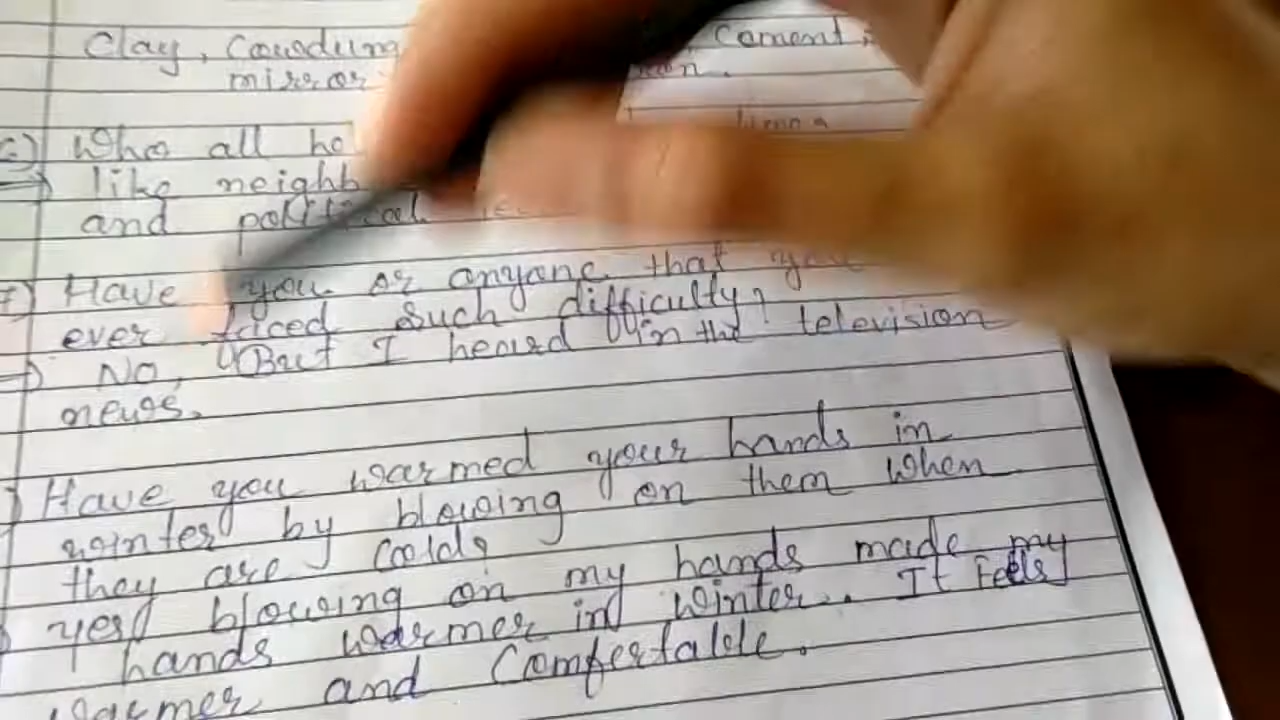 Clay, Cowdung Cement,
mirror
Who all
like
and political
Have you or anyone that you
ever faced such difficulty?
No, But I heard in the television
news.
Have you warmed your hands in
winter by blowing on them when
they are cold?
yes blowing on my hands made my
hands warmer in winter. It Feels
warmer and Comfertable.